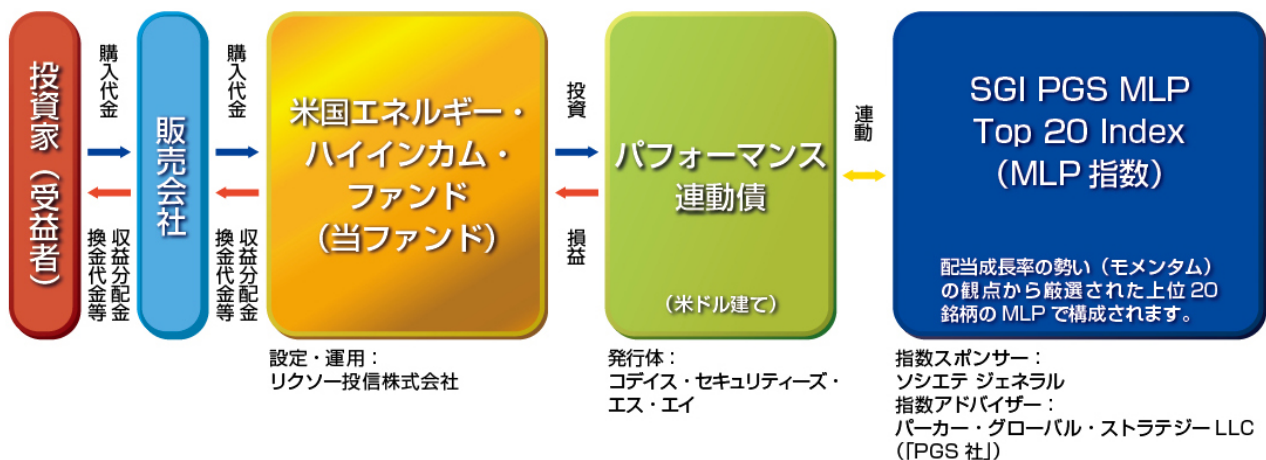 投資家（受益者）
購入代金
収益分配金
換金代金等
販売会社
購入代金
収益分配金
換金代金等
米国エネルギー・
ハイインカム・
ファンド
（当ファンド）
設定・運用：
リクソー投信株式会社
投資
損益
パフォーマンス
連動債
（米ドル建て）
発行体：
コデイス・セキュリティーズ・
エス・エイ
連動
SGI PGS MLP
Top 20 Index
（MLP 指数）
配当成長率の勢い（モメンタム）
の観点から厳選された上位 20
銘柄の MLP で構成されます。
指数スポンサー：
ソシエテ ジェネラル
指数アドバイザー：
パーカー・グローバル・ストラテジー LLC
（「PGS 社」）